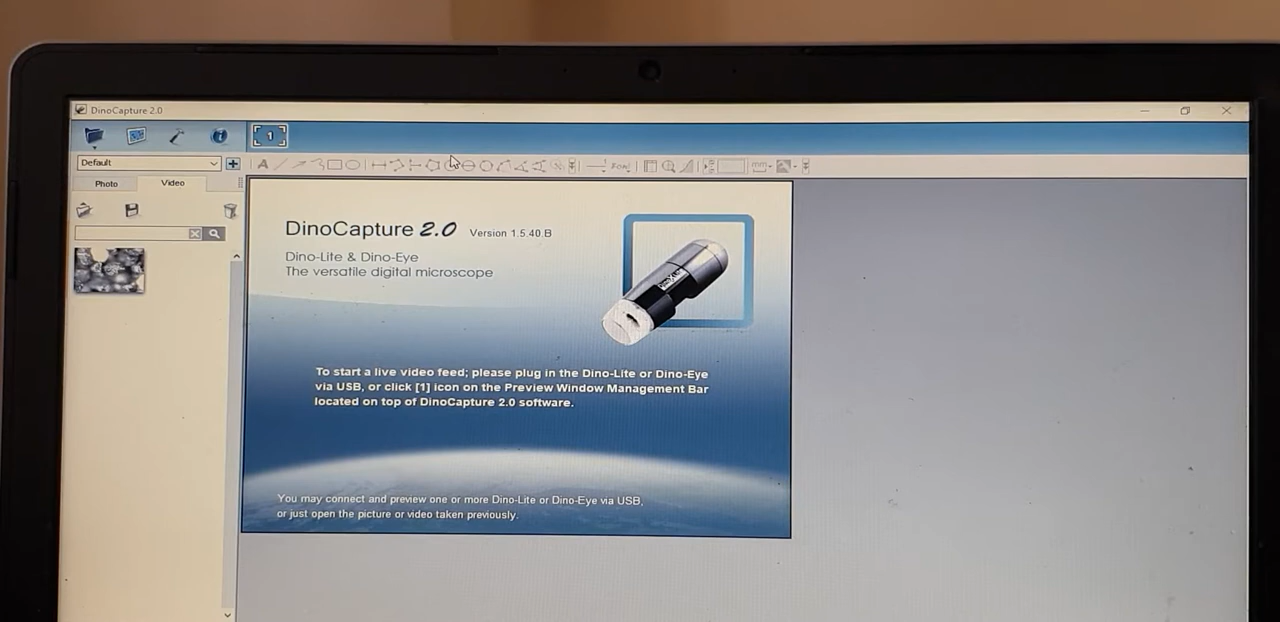 DinoCapture 2.0
1
Default
A
Font
mm
Photo
Video
DinoCapture 2.0 Version 1.5.40.B
Dino-Lite & Dino-Eye
The versatile digital microscope
To start a live video feed; please plug in the Dino-Lite or Dino-Eye
via USB, or click [1] icon on the Preview Window Management Bar
located on top of DinoCapture 2.0 software.
You may connect and preview one or more Dino-Lite or Dino-Eye via USB,
or just open the picture or video taken previously.